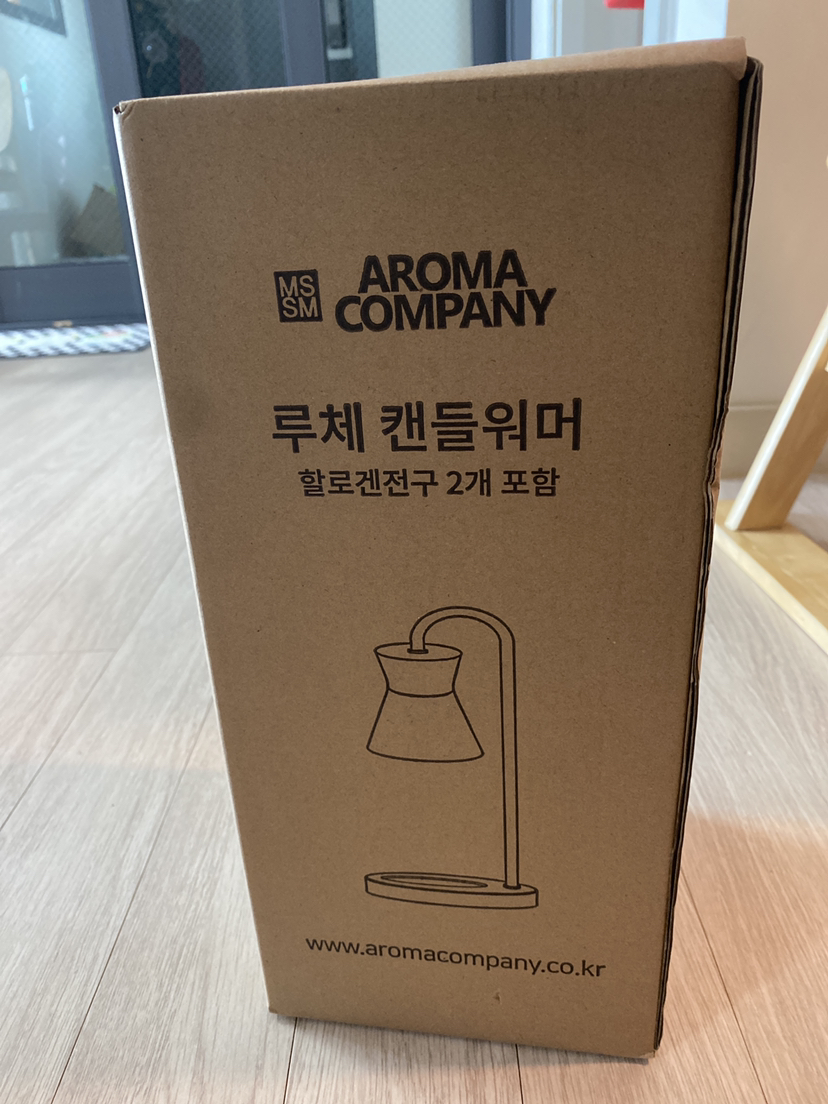 MS
SM
AROMA
COMPANY
루체 캔들워머
할로겐전구 2개 포함
www.aromacompany.co.kr